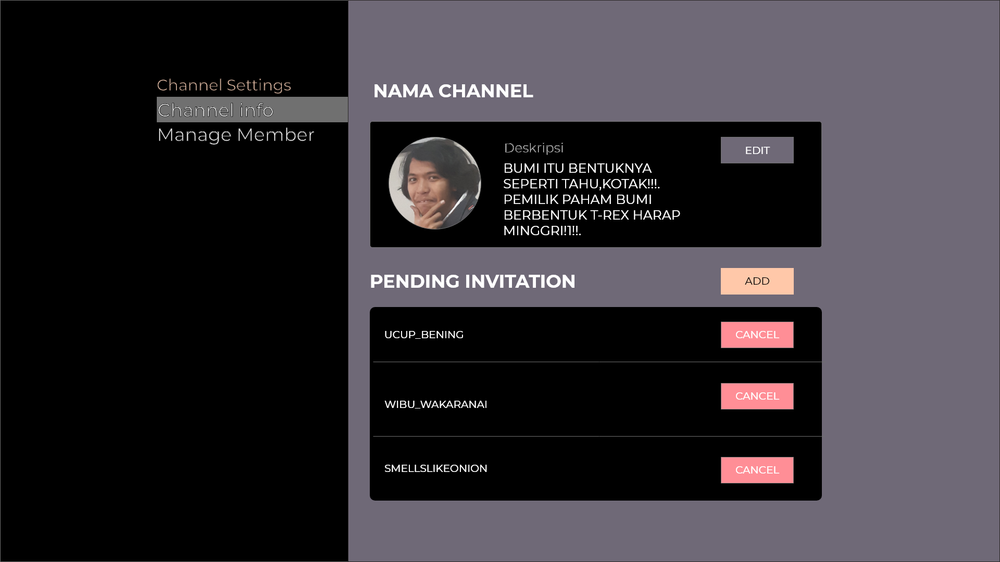 Channel Settings
Channel info
Manage Member
NAMA CHANNEL
Deskripsi
EDIT
BUMI ITU BENTUKNYA
SEPERTI TAHU,KOTAK!!!.
PEMILIK PAHAM BUMI
BERBENTUK T-REX HARAP
MINGGRI!1!!.
PENDING INVITATION
ADD
UCUP_BENING
CANCEL
WIBU_WAKARANAI
CANCEL
SMELLSLIKEONION
CANCEL